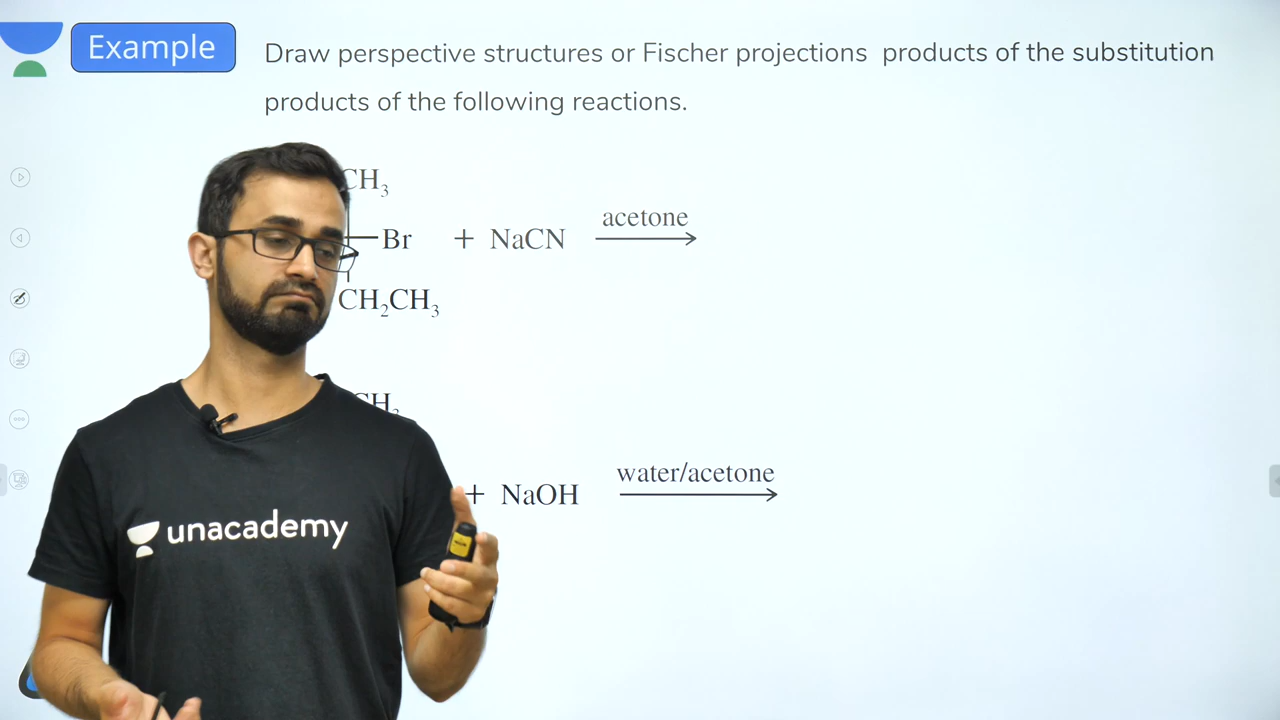 Example
Draw perspective structures or Fischer projections products of the substitution
products of the following reactions.
CH3
Br + NaCN acetone
CH2CH3
CH3
+ NaOH water/acetone
unacademy